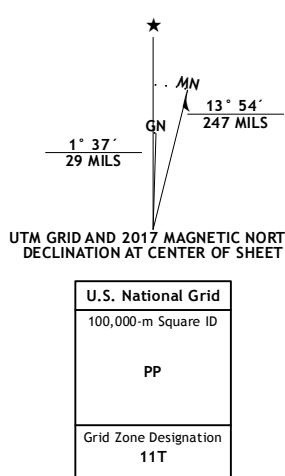 ★
MN
GN
13° 54´
247 MILS
1° 37´
29 MILS
UTM GRID AND 2017 MAGNETIC NORT
DECLINATION AT CENTER OF SHEET
U.S. National Grid
100,000-m Square ID
PP
Grid Zone Designation
11T